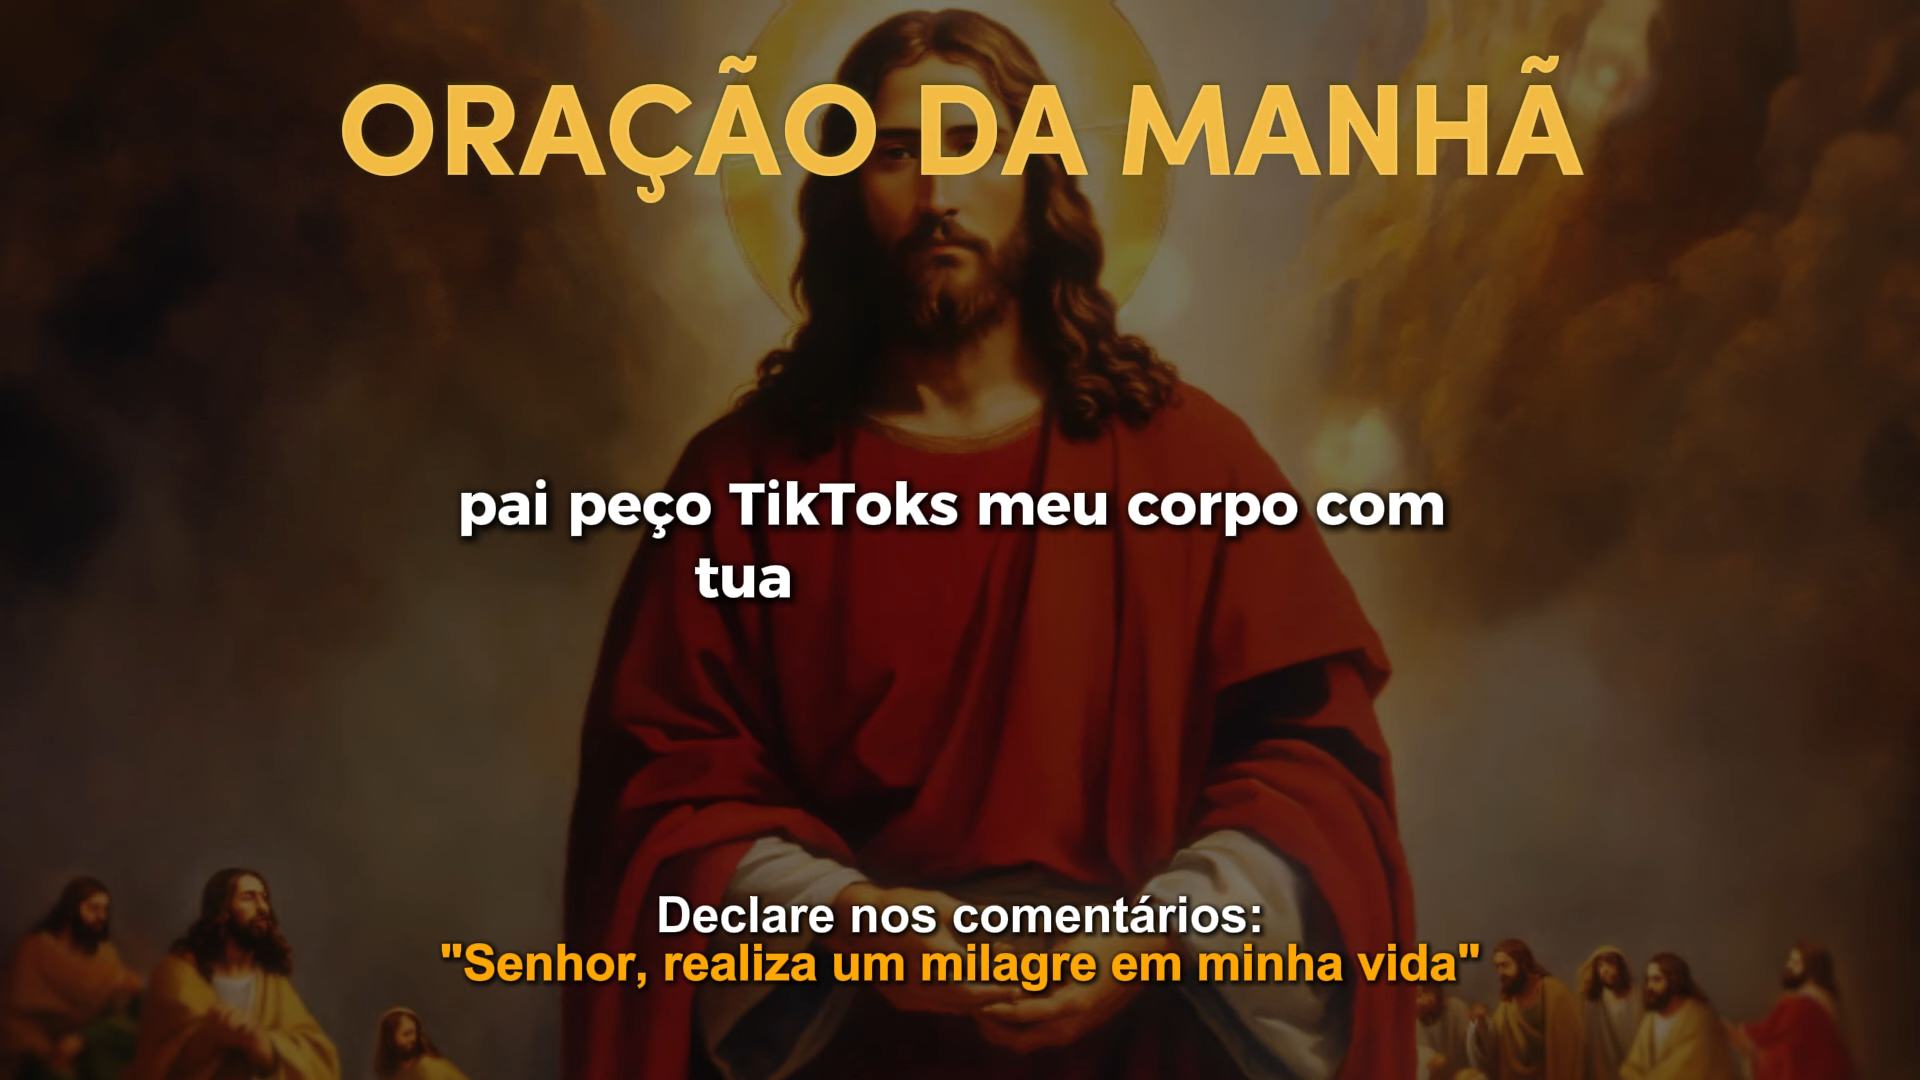 ORAÇÃO DA MANHÃ
pai peço TikToks meu corpo com
tua
Declare nos comentários:
"Senhor, realiza um milagre em minha vida"